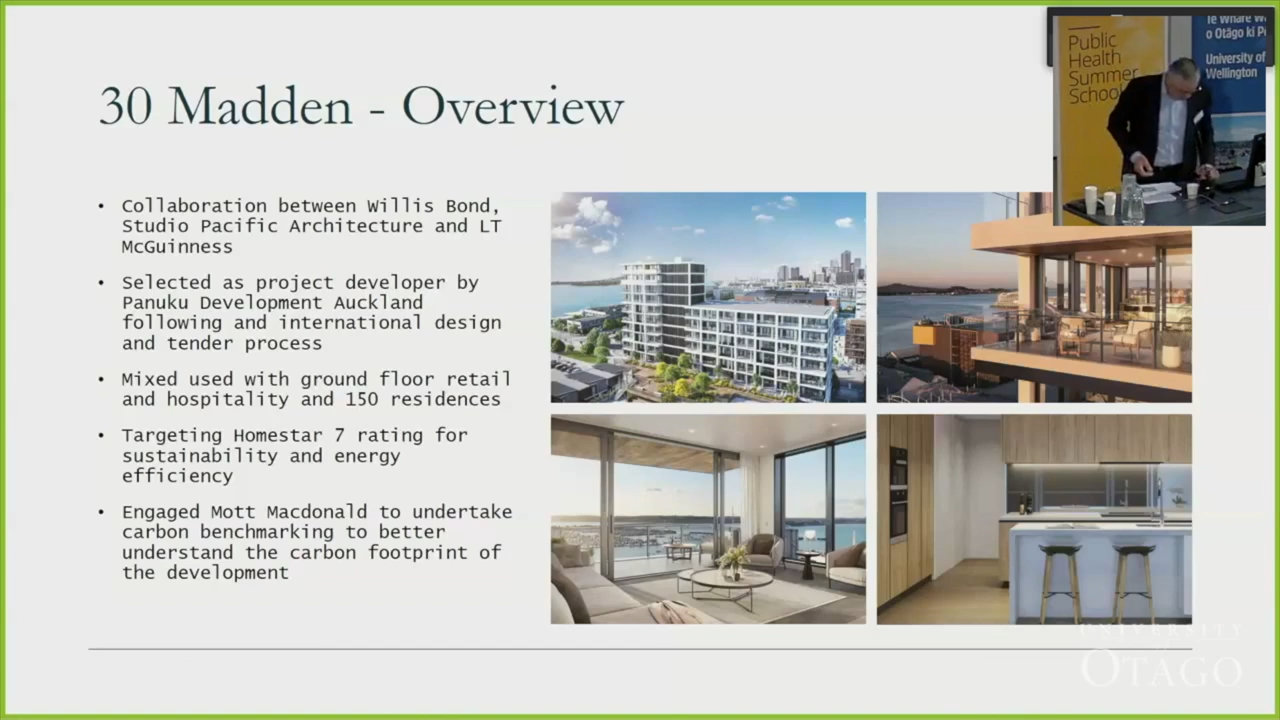 30 Madden - Overview
• Collaboration between Willis Bond,
Studio Pacific Architecture and LT
McGuinness
• Selected as project developer by
Panuku Development Auckland
following and international design
and tender process
• Mixed used with ground floor retail
and hospitality and 150 residences
• Targeting Homestar 7 rating for
sustainability and energy
efficiency
• Engaged Mott Macdonald to undertake
carbon benchmarking to better
understand the carbon footprint of
the development
Public
Health
Summer
School
Te Whare W
o Otāgo ki Pō
University of
Wellington
UNIVERSITY
OTAGO